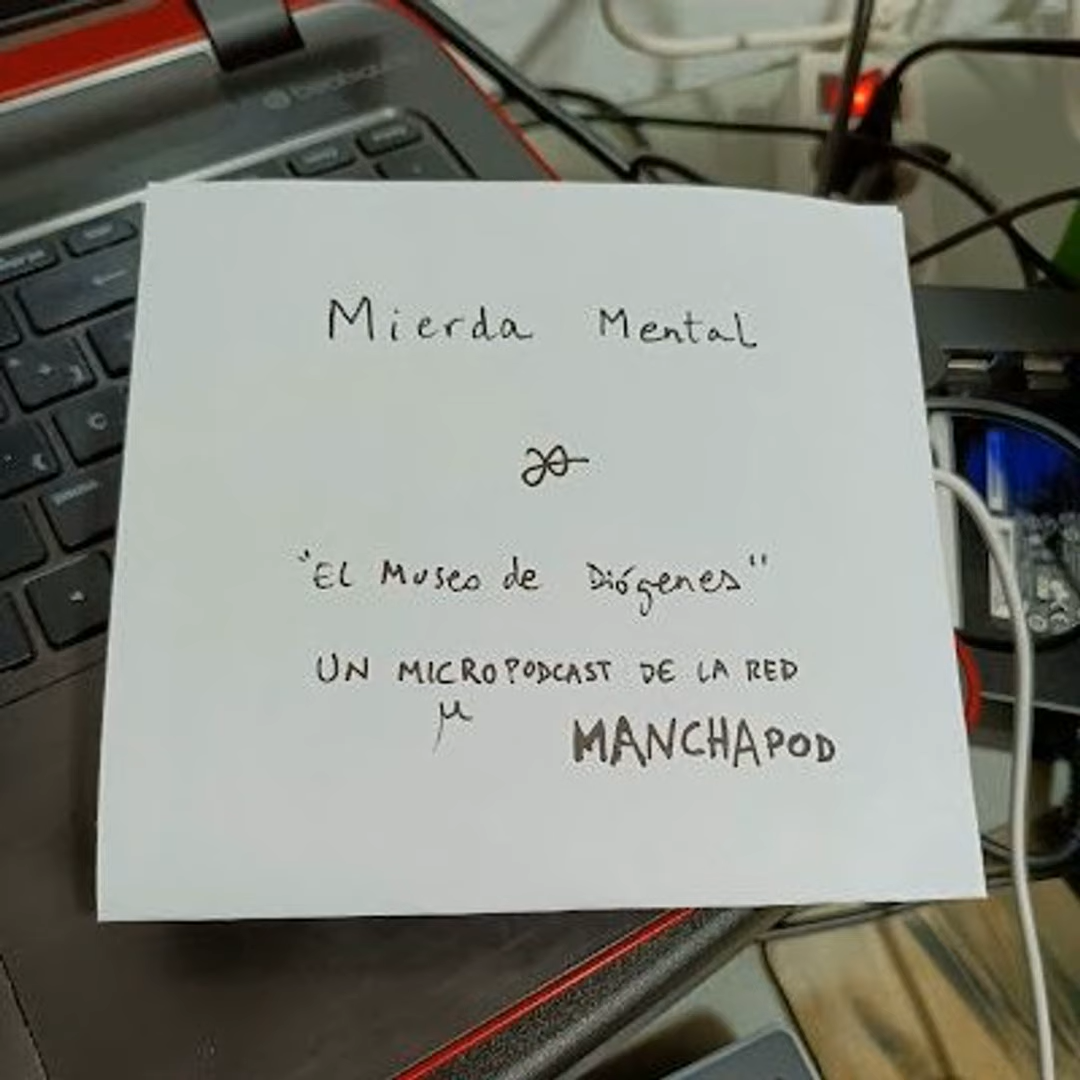 Mierda Mental
"El Museo de Diógenes"
UN MICROPODCAST DE LA RED
µ
MANCHAPOD